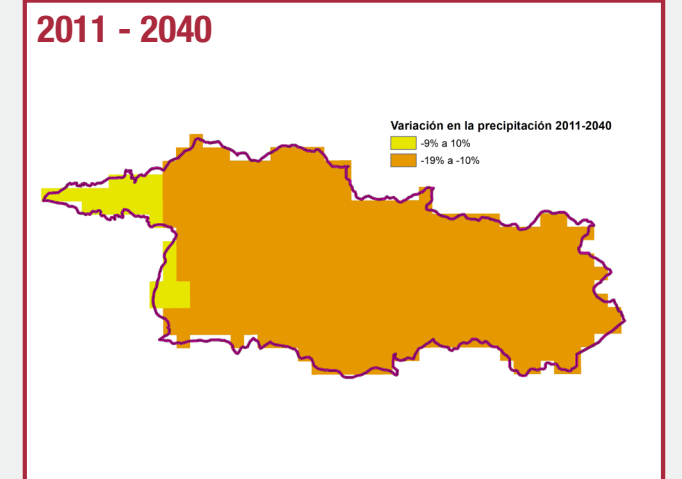 2011 - 2040
Variación en la precipitación 2011-2040
-9% a 10%
-19% a -10%